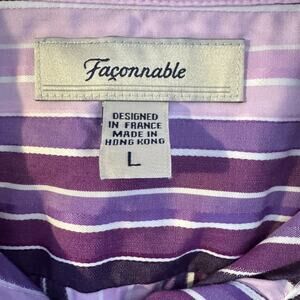 Façonnable
DESIGNED
IN FRANCE
MADE IN
HONG KONG
L